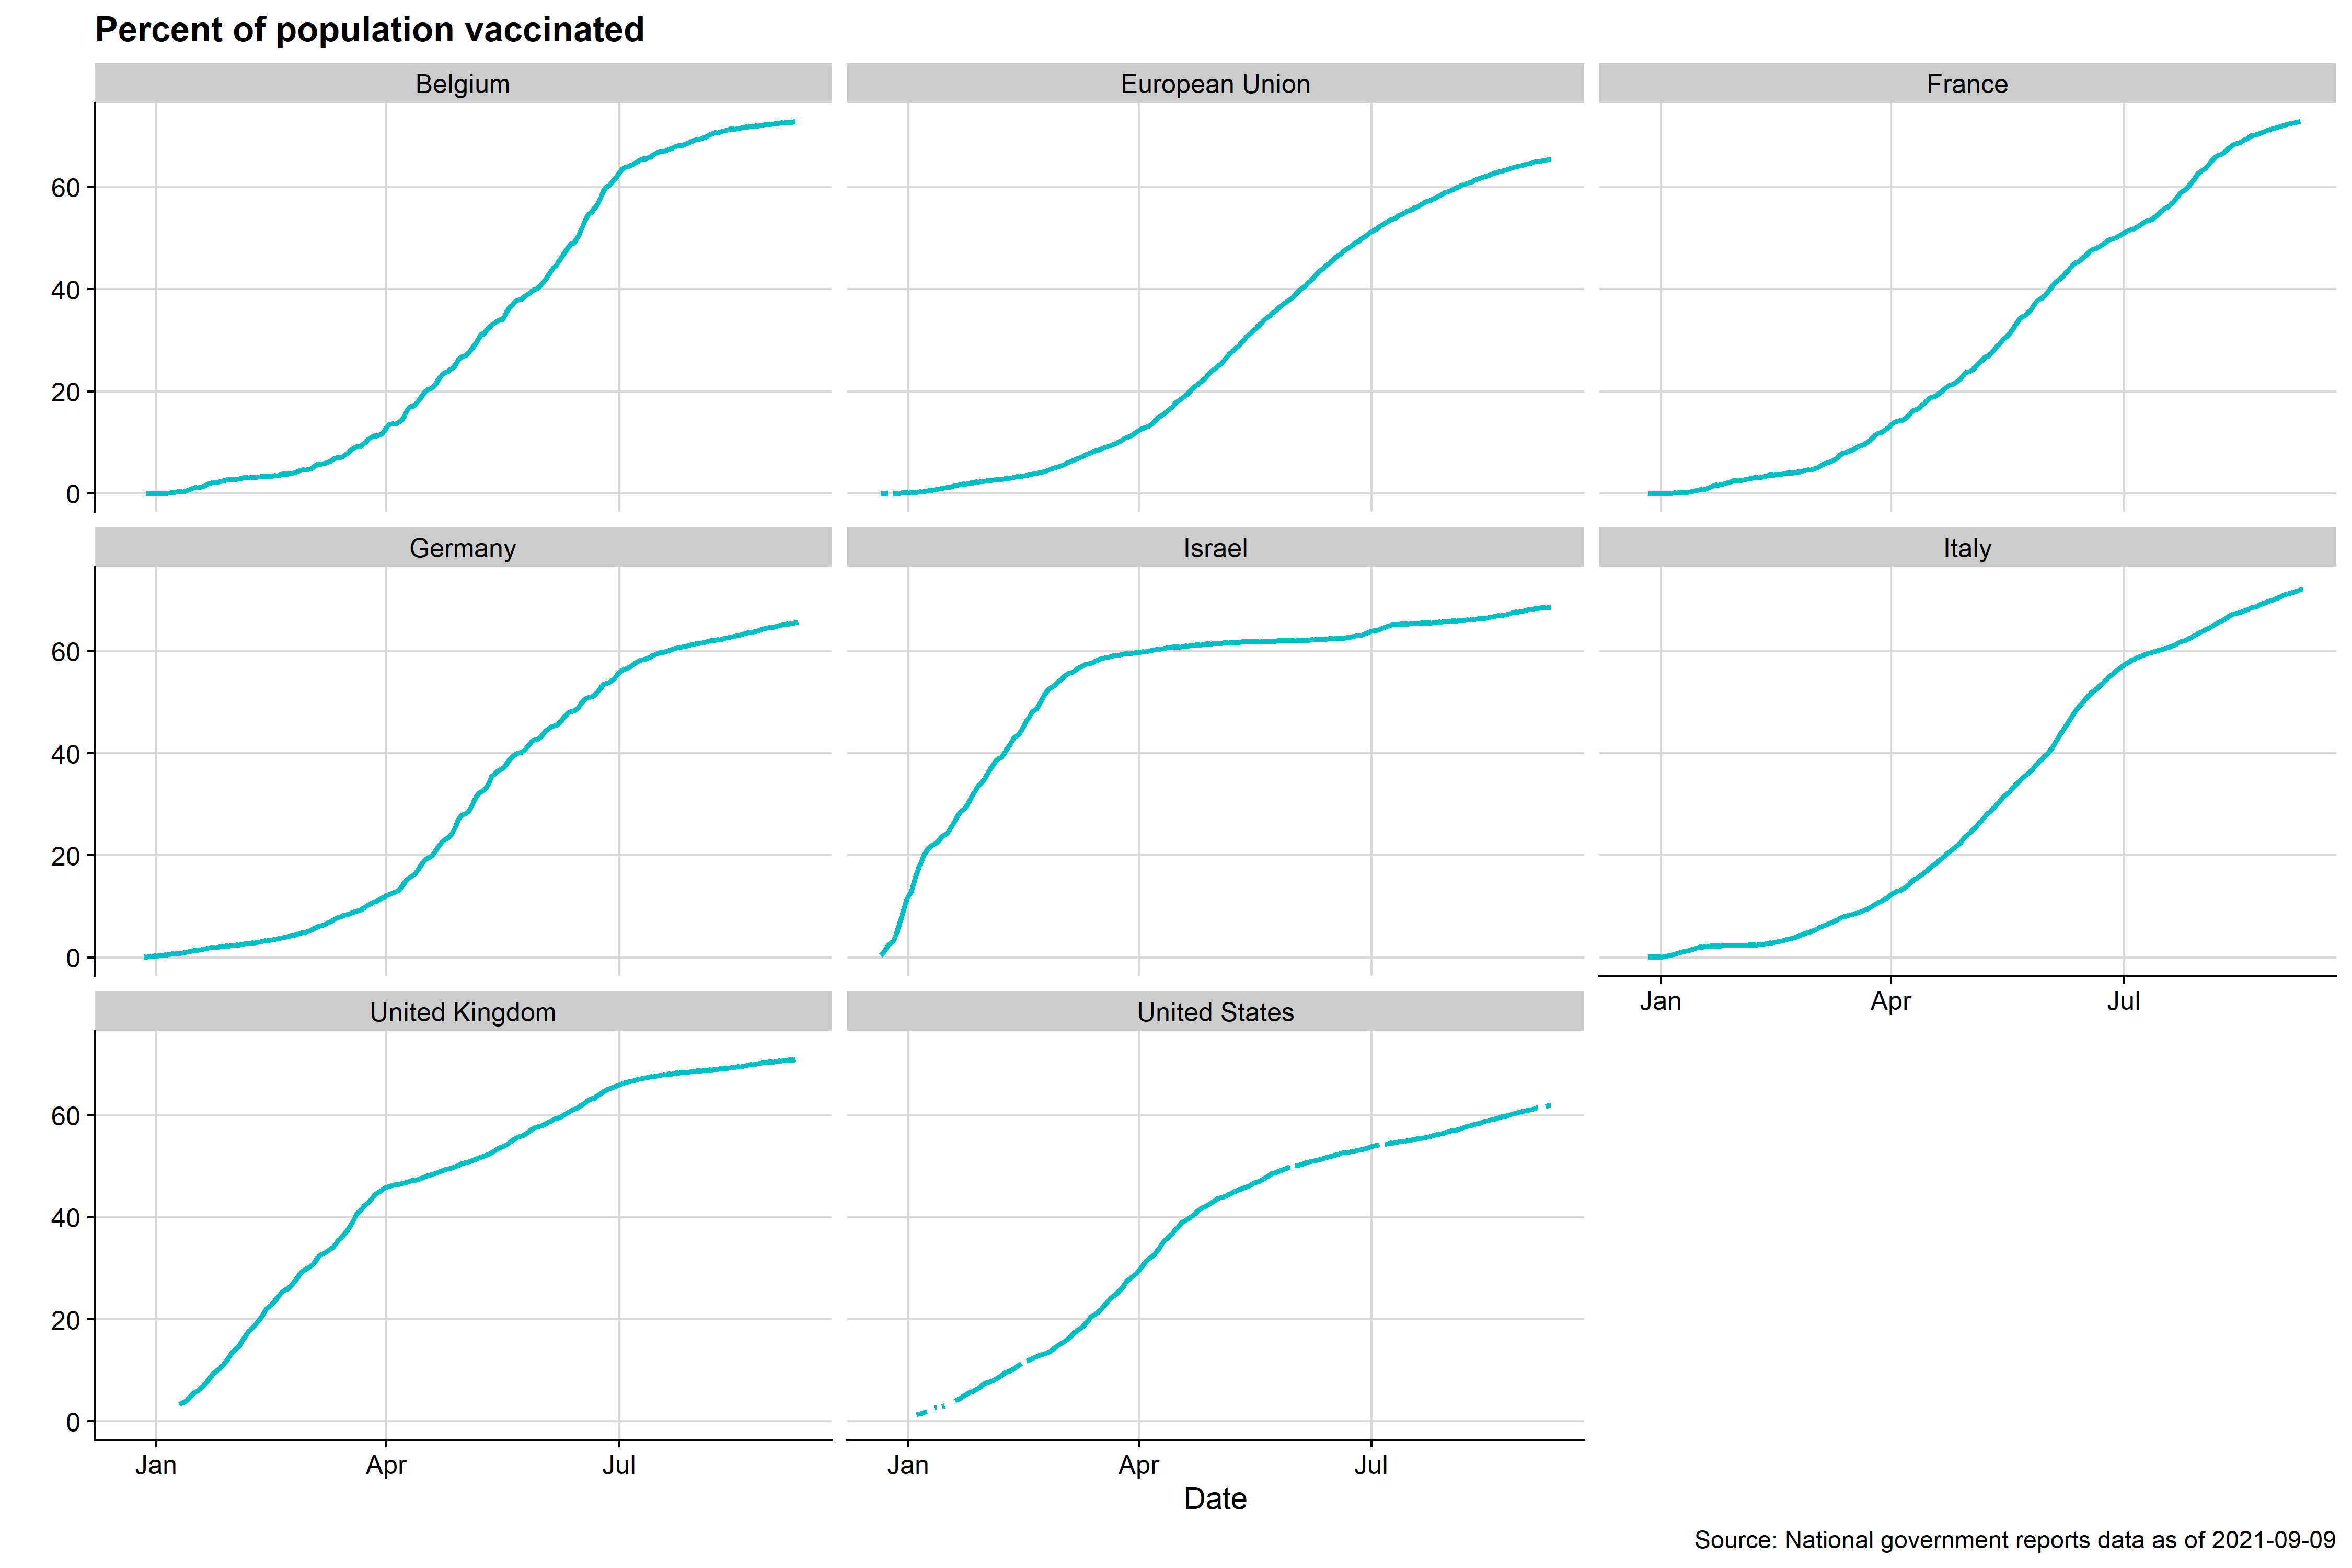 Percent of population vaccinated
Belgium
European Union
France
60
40
20
0
Germany
Israel
Italy
60
40
20
0
Jan
Apr
Jul
United Kingdom
United States
60
40
20
0
Jan
Apr
Jul
Jan
Apr
Jul
Date
Source: National government reports data as of 2021-09-09